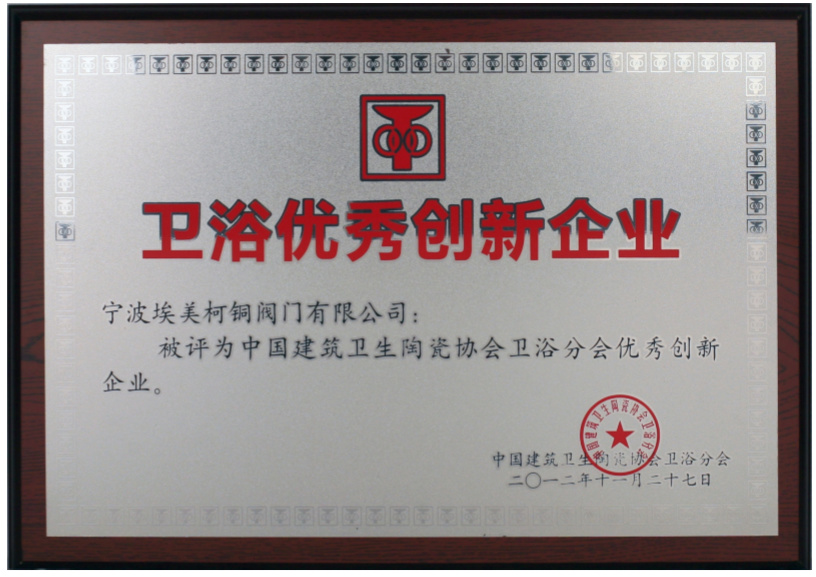 卫浴优秀创新企业
宁波埃美柯铜阀门有限公司：
被评为中国建筑卫生陶瓷协会卫浴分会优秀创新
企业。
中国建筑卫生陶瓷协会卫浴分会
二〇一二年十一月二十七日